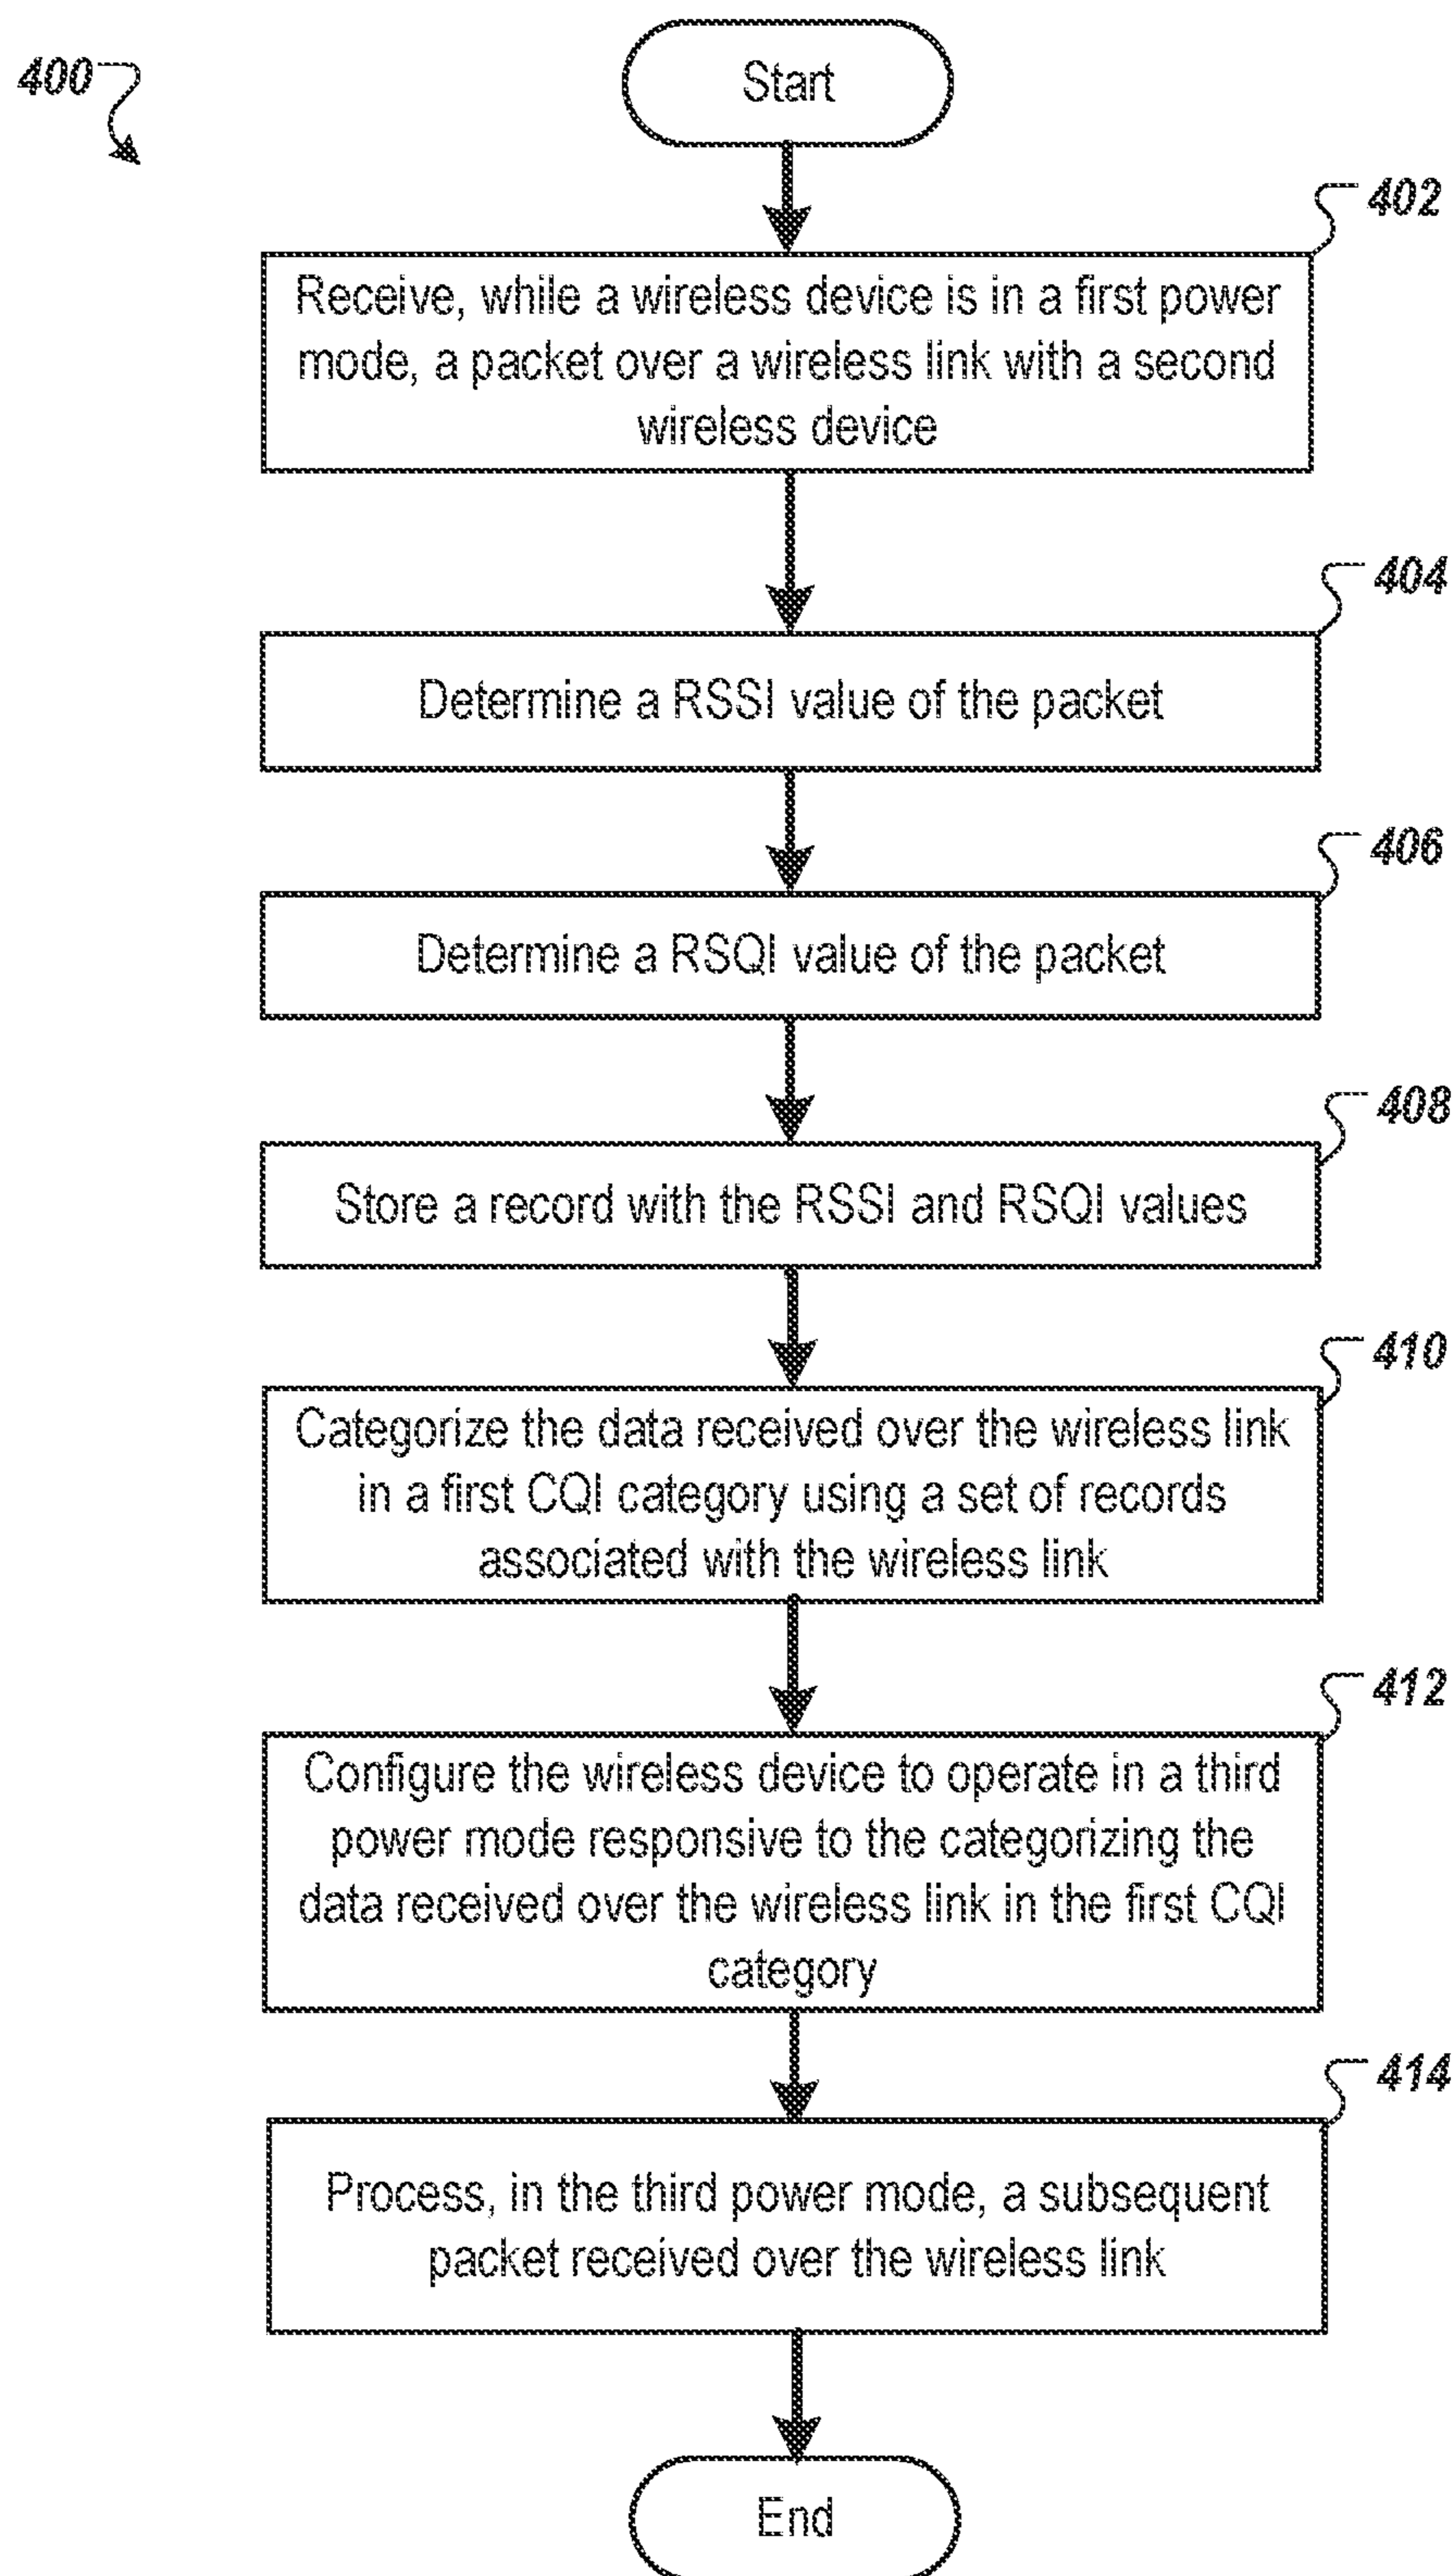 400
Start
402
Receive, while a wireless device is in a first power
mode, a packet over a wireless link with a second
wireless device
404
Determine a RSSI value of the packet
406
Determine a RSQI value of the packet
408
Store a record with the RSSI and RSQI values
410
Categorize the data received over the wireless link
in a first CQI category using a set of records
associated with the wireless link
412
Configure the wireless device to operate in a third
power mode responsive to the categorizing the
data received over the wireless link in the first CQI
category
414
Process, in the third power mode, a subsequent
packet received over the wireless link
End